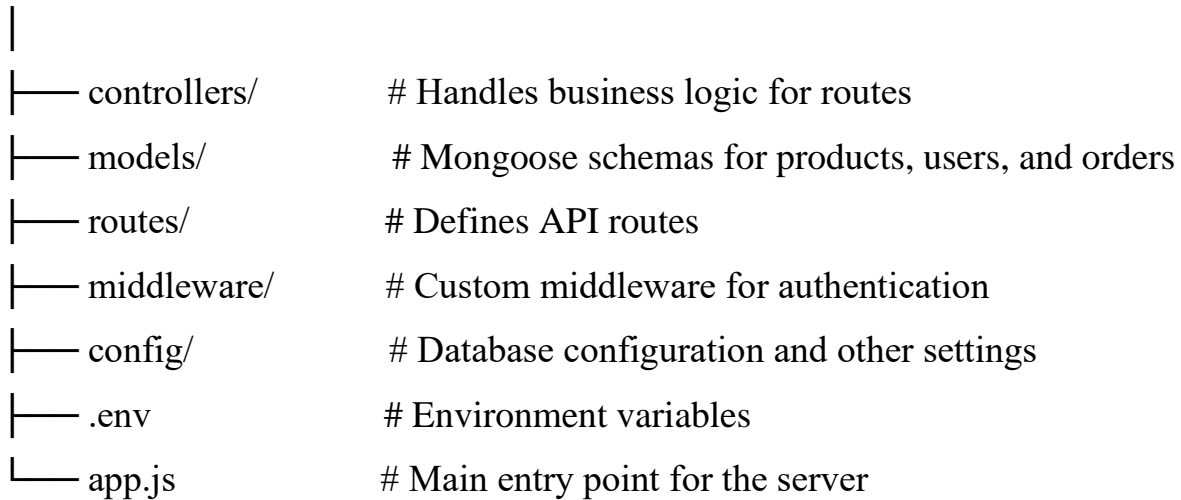 │
├── controllers/ # Handles business logic for routes
├── models/ # Mongoose schemas for products, users, and orders
├── routes/ # Defines API routes
├── middleware/ # Custom middleware for authentication
├── config/ # Database configuration and other settings
├── .env # Environment variables
└── app.js # Main entry point for the server